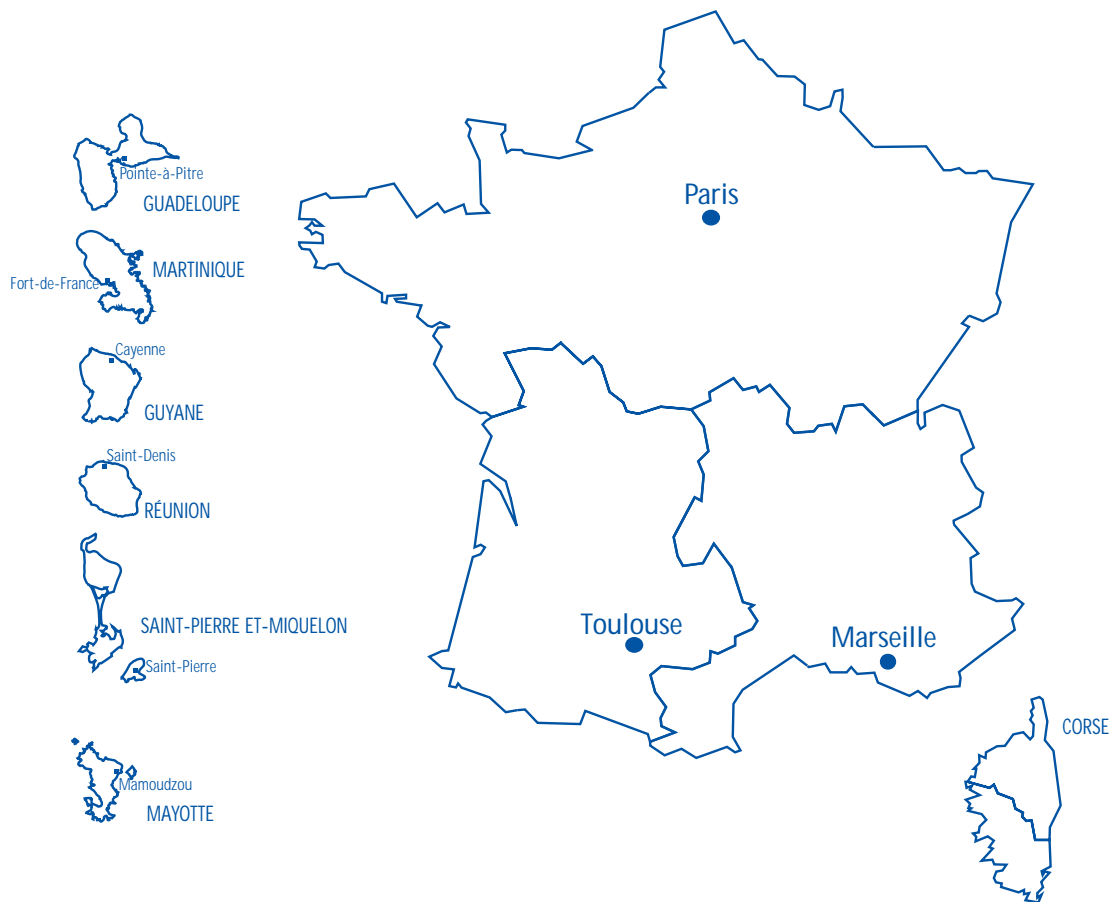 Pointe-à-Pitre
GUADELOUPE
MARTINIQUE
Fort-de-France
Cayenne
GUYANE
Saint-Denis
RÉUNION
SAINT-PIERRE ET-MIQUELON
Saint-Pierre
Mamoudzou
MAYOTTE
Paris
Toulouse
Marseille
CORSE